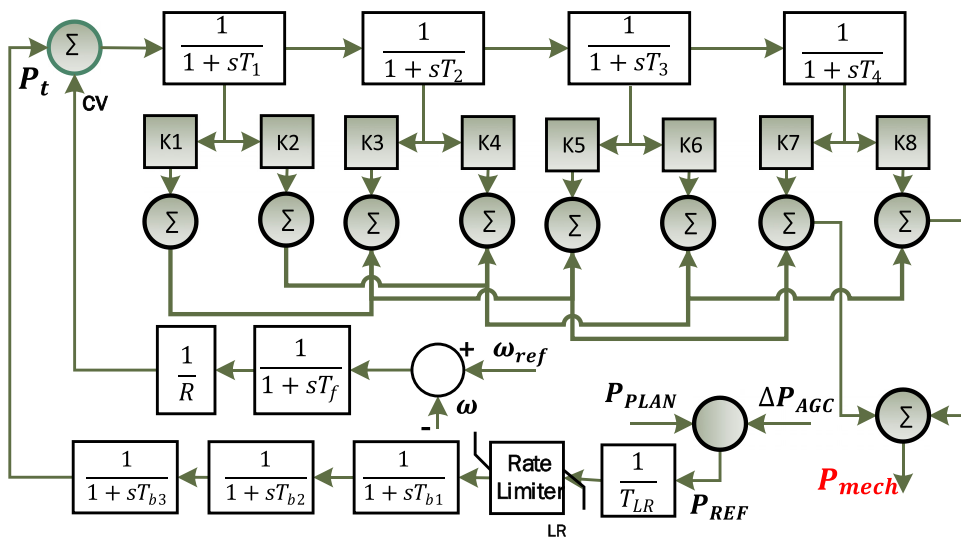 Σ
1
1 + sT1
1
1 + sT2
1
1 + sT3
1
1 + sT4
Pt
CV
K1
K2
K3
K4
K5
K6
K7
K8
Σ
Σ
Σ
Σ
Σ
Σ
Σ
Σ
1
R
1
1 + sTf
+
ωref
ω
-
PPLAN
ΔPAGC
Σ
1
1 + sTb3
1
1 + sTb2
1
1 + sTb1
Rate
Limiter
LR
1
TLR
PREF
Pmech